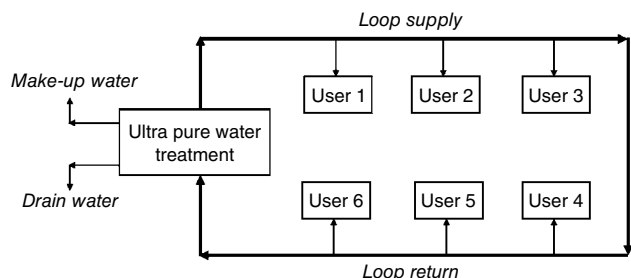 Loop supply
Make-up water
User 1
User 2
User 3
Ultra pure water
treatment
Drain water
User 6
User 5
User 4
Loop return